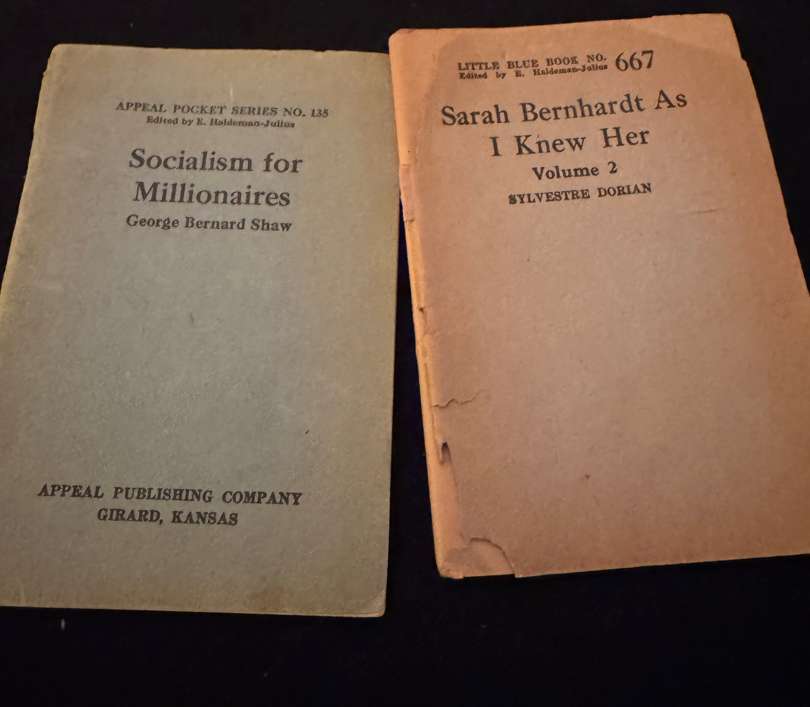 APPEAL POCKET SERIES NO. 135
Edited by E. Haldeman-Julius
Socialism for
Millionaires
George Bernard Shaw
APPEAL PUBLISHING COMPANY
GIRARD, KANSAS
LITTLE BLUE BOOK NO. 667
Edited by E. Haldeman-Julius
Sarah Bernhardt As
I Knew Her
Volume 2
SYLVESTRE DORIAN